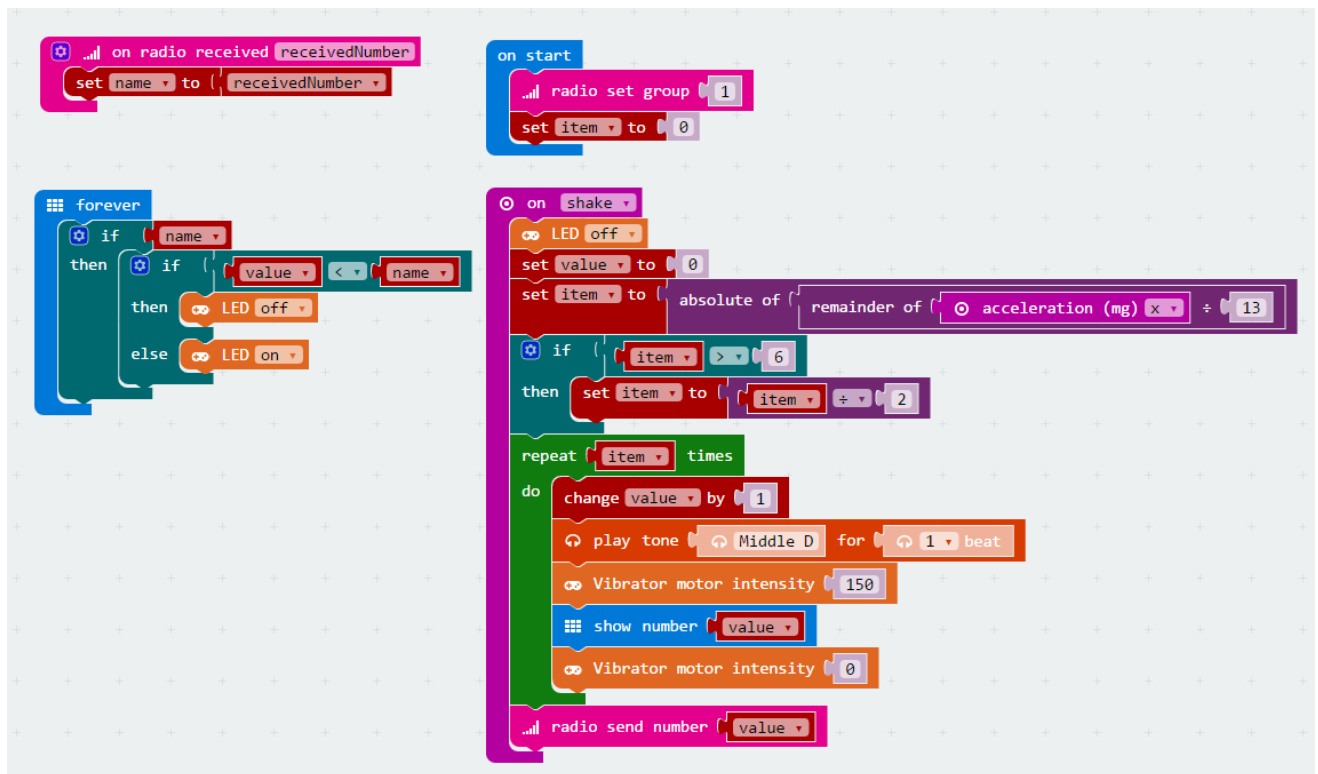 on radio received receivedNumber
set name to receivedNumber
on start
radio set group 1
set item to 0
forever
if name
then if value < name
then LED off
else LED on
on shake
LED off
set value to 0
set item to absolute of remainder of acceleration (mg) x ÷ 13
if item > 6
then set item to item ÷ 2
repeat item times
do change value by 1
play tone Middle D for 1 beat
Vibrator motor intensity 150
show number value
Vibrator motor intensity 0
radio send number value